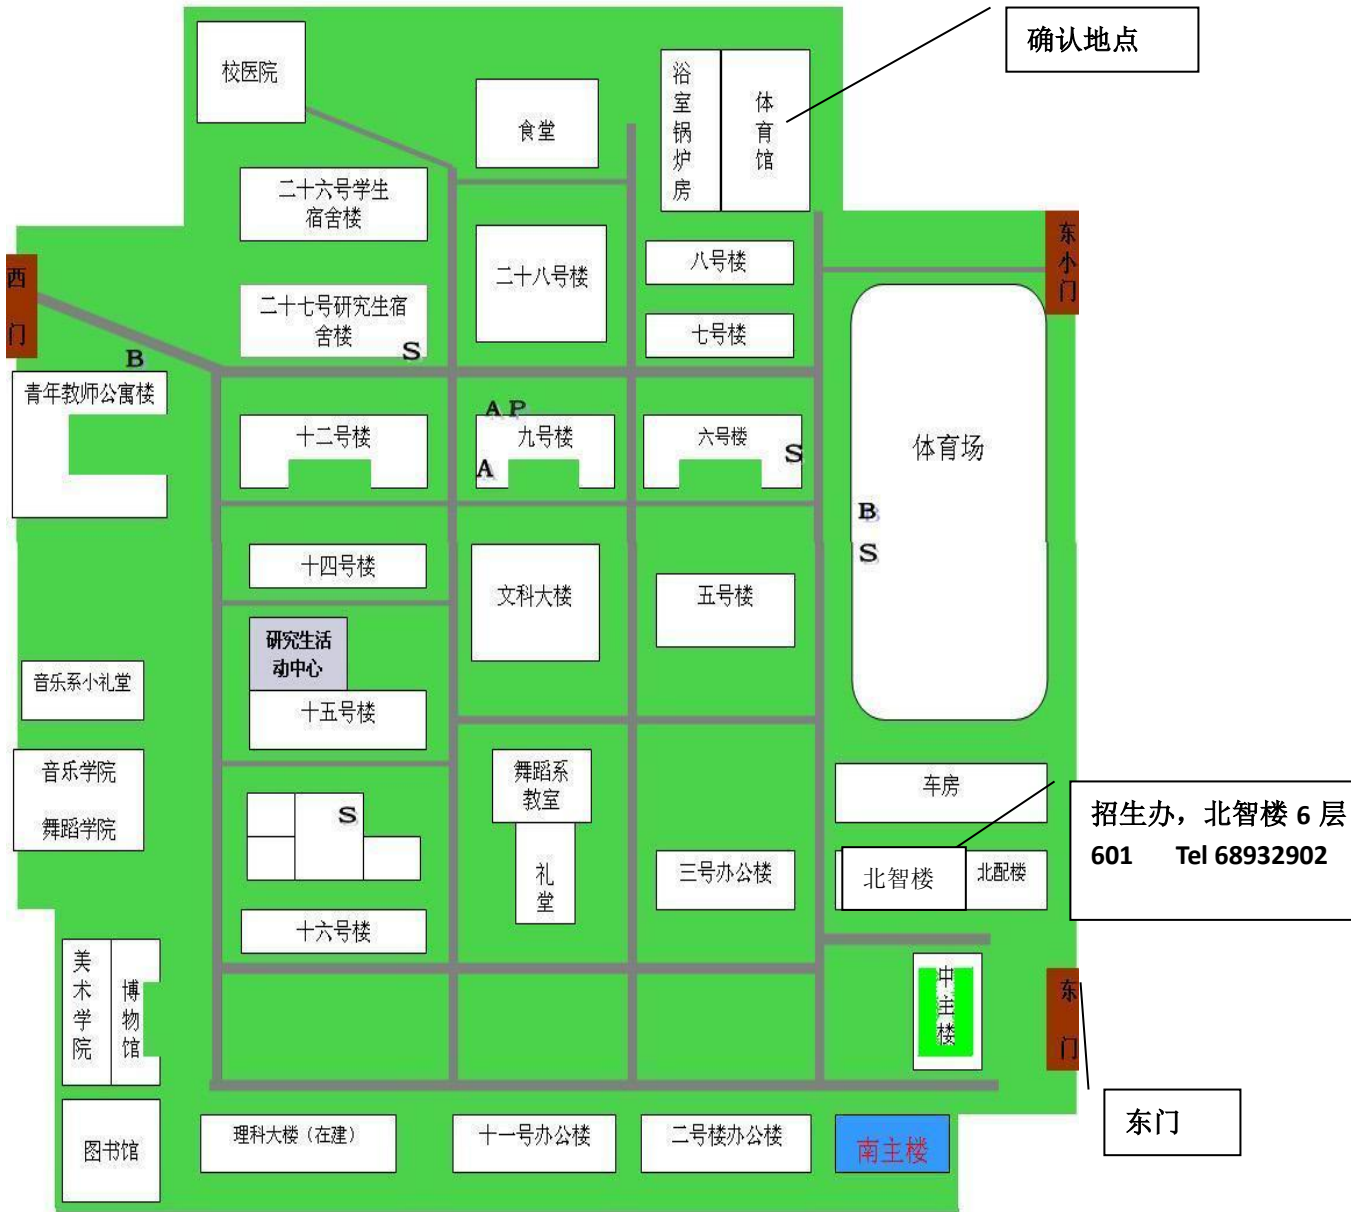 确认地点
校医院
食堂
浴室锅炉房
体育馆
二十六号学生
宿舍楼
东小门
二十八号楼
八号楼
西门
二十七号研究生宿
舍楼
七号楼
S
B
青年教师公寓楼
A P
十二号楼
九号楼
六号楼
体育场
A
S
B
S
十四号楼
文科大楼
五号楼
研究生活
动中心
音乐系小礼堂
十五号楼
音乐学院
舞蹈学院
舞蹈系
教室
车房
招生办，北智楼 6 层
601 Tel 68932902
S
礼堂
三号办公楼
北智楼
北配楼
十六号楼
美术学院
博物馆
中主楼
东门
东门
图书馆
理科大楼（在建）
十一号办公楼
二号楼办公楼
南主楼